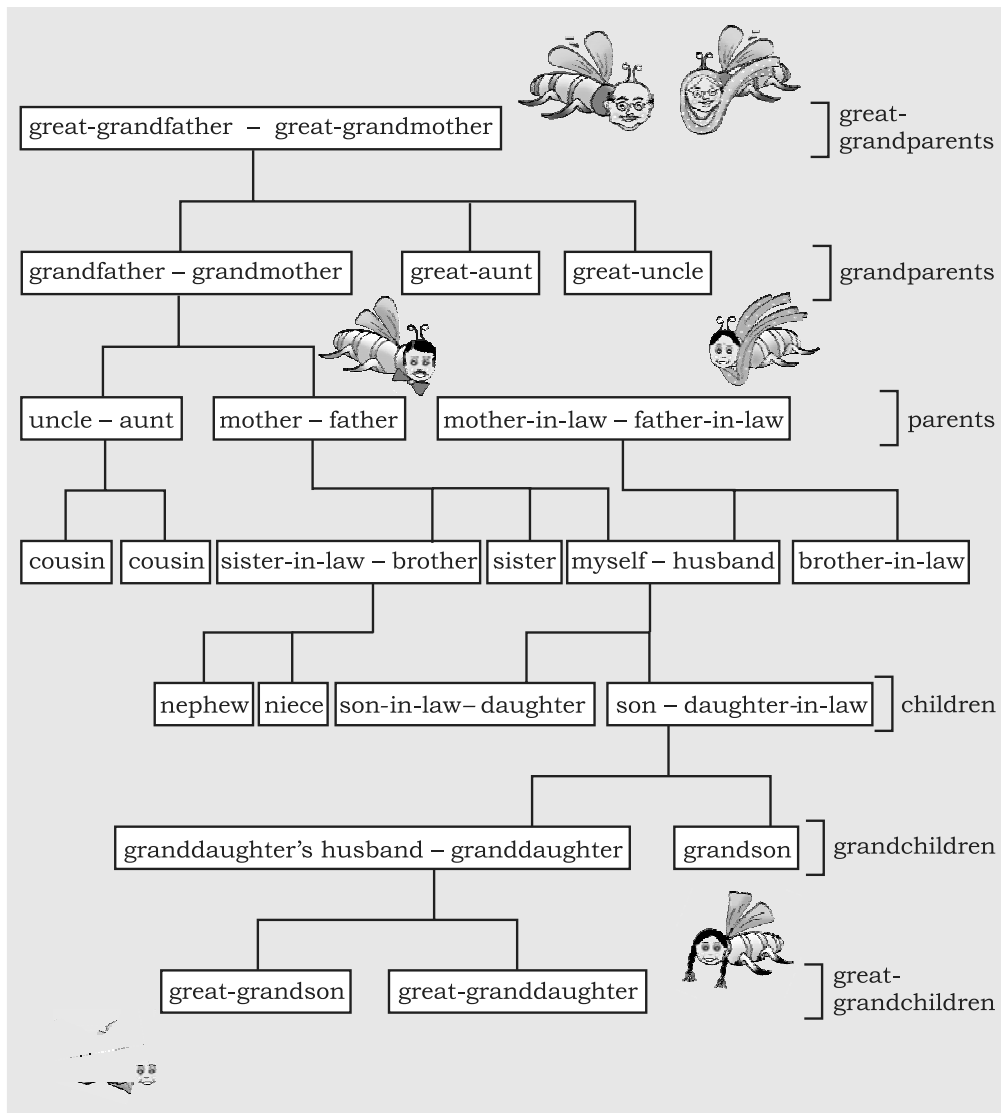 great-grandfather – great-grandmother
great-
grandparents
grandfather – grandmother
great-aunt
great-uncle
grandparents
uncle – aunt
mother – father
mother-in-law – father-in-law
parents
cousin
cousin
sister-in-law – brother
sister
myself – husband
brother-in-law
nephew
niece
son-in-law– daughter
son – daughter-in-law
children
granddaughter’s husband – granddaughter
grandson
grandchildren
great-grandson
great-granddaughter
great-
grandchildren